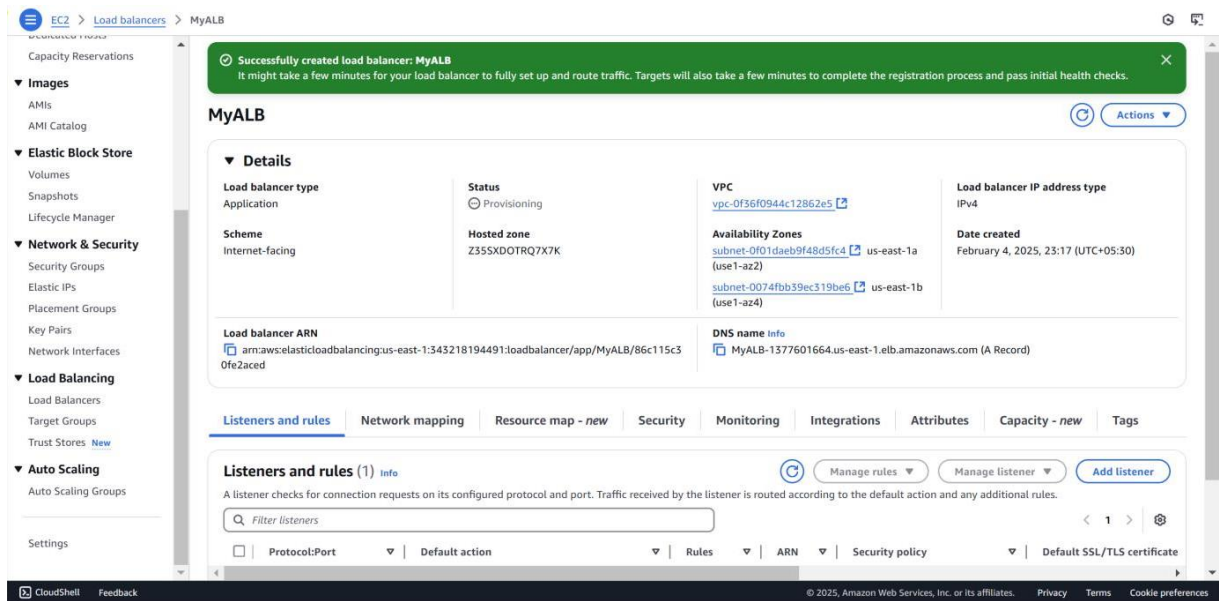 EC2 > Load balancers > MyALB
Capacity Reservations
Images
AMIs
AMI Catalog
Elastic Block Store
Volumes
Snapshots
Lifecycle Manager
Network & Security
Security Groups
Elastic IPs
Placement Groups
Key Pairs
Network Interfaces
Load Balancing
Load Balancers
Target Groups
Trust Stores New
Auto Scaling
Auto Scaling Groups
Settings
Successfully created load balancer: MyALB
It might take a few minutes for your load balancer to fully set up and route traffic. Targets will also take a few minutes to complete the registration process and pass initial health checks.
MyALB
Actions
Details
Load balancer type
Application
Status
Provisioning
VPC
vpc-0f36f0944c12862e5
Load balancer IP address type
IPv4
Scheme
Internet-facing
Hosted zone
Z35SXDOTRQ7X7K
Availability Zones
subnet-0f01daeb9f48d5fc4 us-east-1a
(use1-az2)
subnet-0074fbb39ec319be6 us-east-1b
(use1-az4)
Date created
February 4, 2025, 23:17 (UTC+05:30)
Load balancer ARN
arn:aws:elasticloadbalancing:us-east-1:343218194491:loadbalancer/app/MyALB/86c115c3
0fe2aced
DNS name Info
MyALB-1377601664.us-east-1.elb.amazonaws.com (A Record)
Listeners and rules Network mapping Resource map - new Security Monitoring Integrations Attributes Capacity - new Tags
Listeners and rules (1) Info
Manage rules Manage listener Add listener
A listener checks for connection requests on its configured protocol and port. Traffic received by the listener is routed according to the default action and any additional rules.
Filter listeners
1
Protocol:Port Default action Rules ARN Security policy Default SSL/TLS certificate
CloudShell Feedback © 2025, Amazon Web Services, Inc. or its affiliates. Privacy Terms Cookie preferences